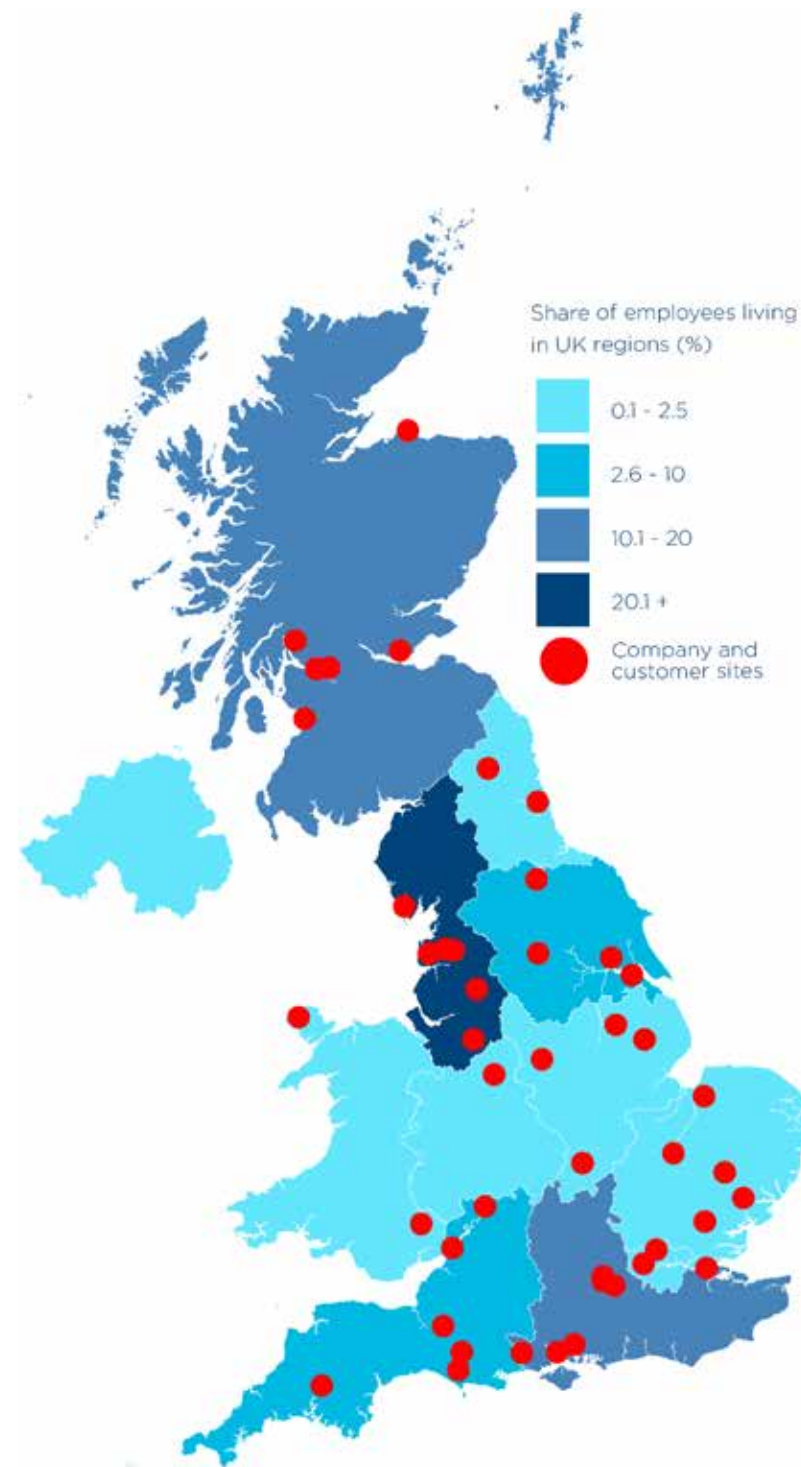 Share of employees living
in UK regions (%)
0.1 - 2.5
2.6 - 10
10.1 - 20
20.1 +
Company and
customer sites